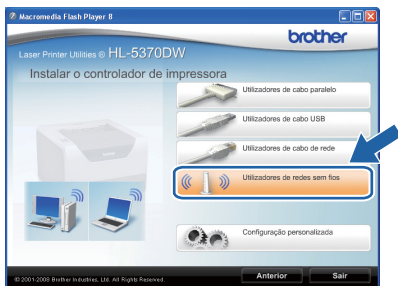 Macromedia Flash Player 8
brother
Laser Printer Utilities ® HL-5370DW
Instalar o controlador de impressora
Utilizadores de cabo paralelo
Utilizadores de cabo USB
Utilizadores de cabo de rede
Utilizadores de redes sem fios
Configuração personalizada
© 2001-2008 Brother Industries, Ltd. All Rights Reserved.
Anterior
Sair